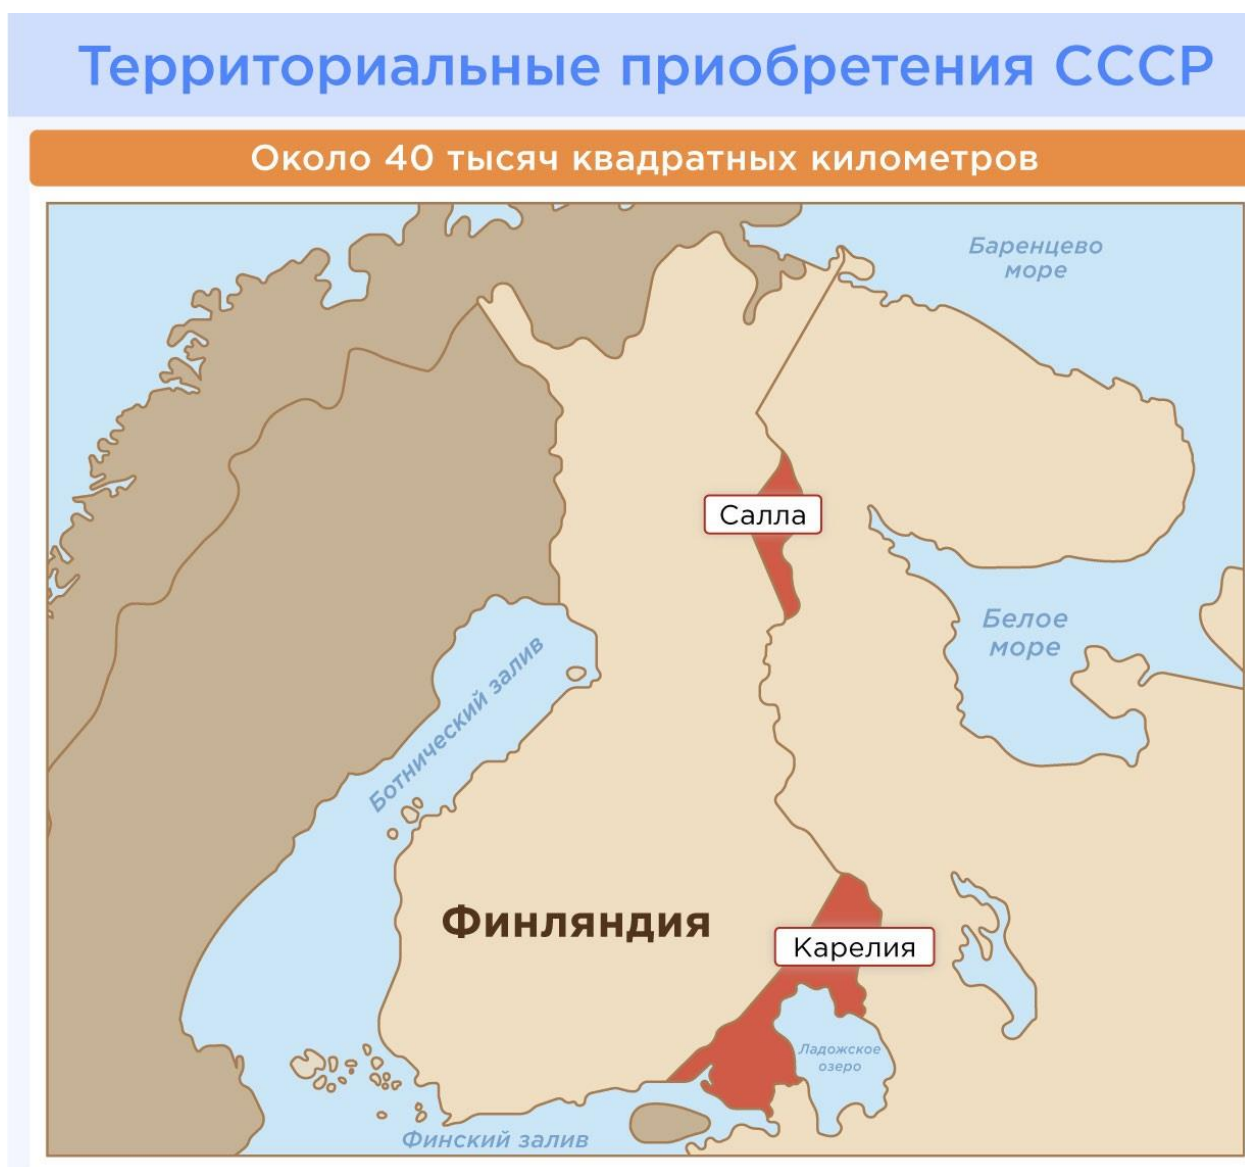 Территориальные приобретения СССР
Около 40 тысяч квадратных километров
Баренцево
море
Салла
Белое
море
Ботнический залив
Финляндия
Карелия
Ладожское
озеро
Финский залив